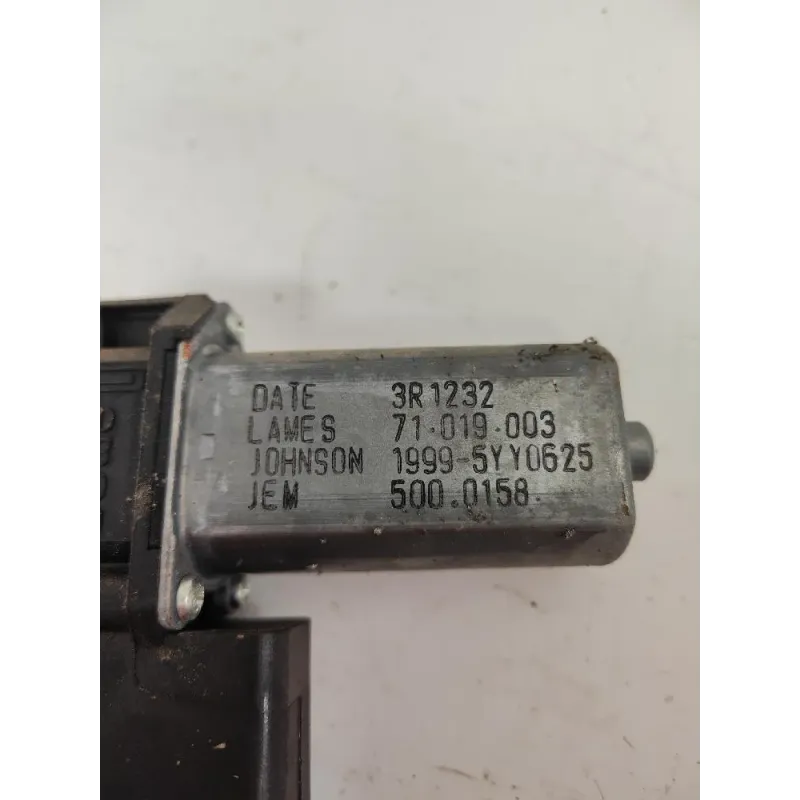 DATE 3R1232
LAMES 71.019.003
JOHNSON 1999-5YY0625
JEM 500.0158.